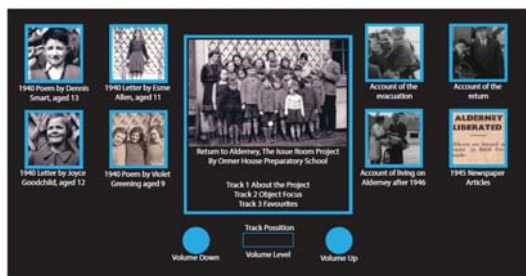 1940 Poem by Dennis
Smart, aged 13
1940 Letter by Esme
Allen, aged 11
1940 Letter by Joyce
Goodchild, aged 12
1940 Poem by Violet
Greening aged 9
Return to Alderney, The Issue Room Project
By Ormer House Preparatory School
Track 1 About the Project
Track 2 Object Focus
Track 3 Favourites
Track Possition
Volume Level
Volume Down
Volume Up
Account of the
evacuation
Account of the
return
Account of living on
Alderney after 1946
ALDERNEY
LIBERATED
1945 Newspaper
Articles